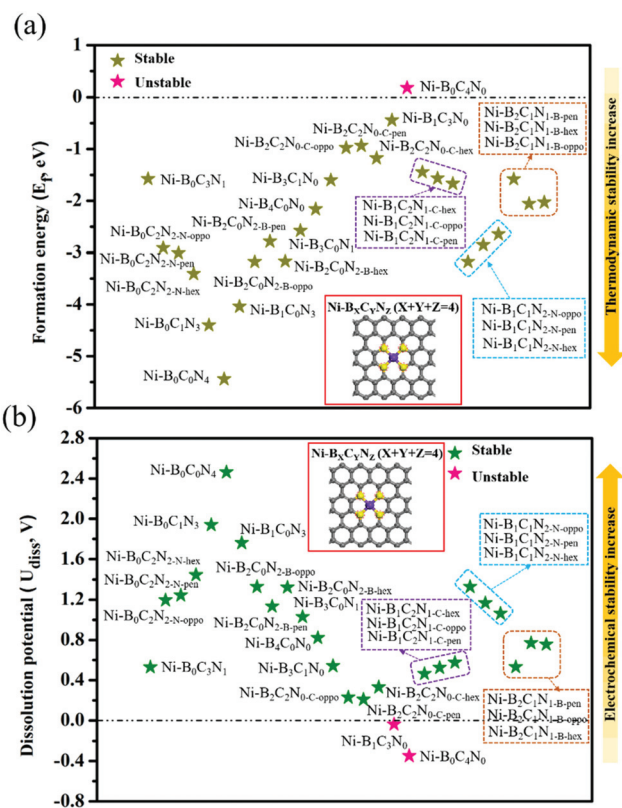 (a)
Stable
Unstable
Ni-B₀C₄N₀
Ni-B₁C₃N₀
Ni-B₂C₂N₀₋C₋pen
Ni-B₂C₂N₀₋C₋oppo
Ni-B₂C₂N₀₋C₋hex
Ni-B₂C₁N₁₋B₋pen
Ni-B₂C₁N₁₋B₋hex
Ni-B₂C₁N₁₋B₋oppo
Ni-B₀C₃N₁
Ni-B₃C₁N₀
Ni-B₄C₀N₀
Ni-B₁C₂N₁₋C₋hex
Ni-B₁C₂N₁₋C₋oppo
Ni-B₁C₂N₁₋C₋pen
Ni-B₀C₂N₂₋N₋oppo
Ni-B₂C₀N₂₋B₋pen
Ni-B₃C₀N₁
Ni-B₀C₂N₂₋N₋pen
Ni-B₂C₀N₂₋B₋hex
Ni-B₀C₂N₂₋N₋hex
Ni-B₂C₀N₂₋B₋oppo
Ni-B₁C₁N₂₋N₋oppo
Ni-B₁C₁N₂₋N₋pen
Ni-B₁C₁N₂₋N₋hex
Ni-B₀C₁N₃
Ni-B₁C₀N₃
Ni-BₓCᵧN_Z (X+Y+Z=4)
Ni-B₀C₀N₄
1
0
-1
-2
-3
-4
-5
-6
Formation energy (E_f, eV)
Thermodynamic stability increase
(b)
Stable
Unstable
Ni-BₓCᵧN_Z (X+Y+Z=4)
Ni-B₀C₀N₄
Ni-B₀C₁N₃
Ni-B₁C₀N₃
Ni-B₁C₁N₂₋N₋oppo
Ni-B₁C₁N₂₋N₋pen
Ni-B₁C₁N₂₋N₋hex
Ni-B₀C₂N₂₋N₋hex
Ni-B₂C₀N₂₋B₋oppo
Ni-B₀C₂N₂₋N₋pen
Ni-B₂C₀N₂₋B₋hex
Ni-B₃C₀N₁
Ni-B₀C₂N₂₋N₋oppo
Ni-B₂C₀N₂₋B₋pen
Ni-B₁C₂N₁₋C₋hex
Ni-B₁C₂N₁₋C₋oppo
Ni-B₁C₂N₁₋C₋pen
Ni-B₄C₀N₀
Ni-B₀C₃N₁
Ni-B₃C₁N₀
Ni-B₂C₂N₀₋C₋oppo
Ni-B₂C₂N₀₋C₋hex
Ni-B₂C₂N₀₋C₋pen
Ni-B₂C₁N₁₋B₋pen
Ni-B₂C₁N₁₋B₋oppo
Ni-B₂C₁N₁₋B₋hex
Ni-B₁C₃N₀
Ni-B₀C₄N₀
2.8
2.4
2.0
1.6
1.2
0.8
0.4
0.0
-0.4
-0.8
Dissolution potential ( U_diss, V)
Electrochemical stability increase